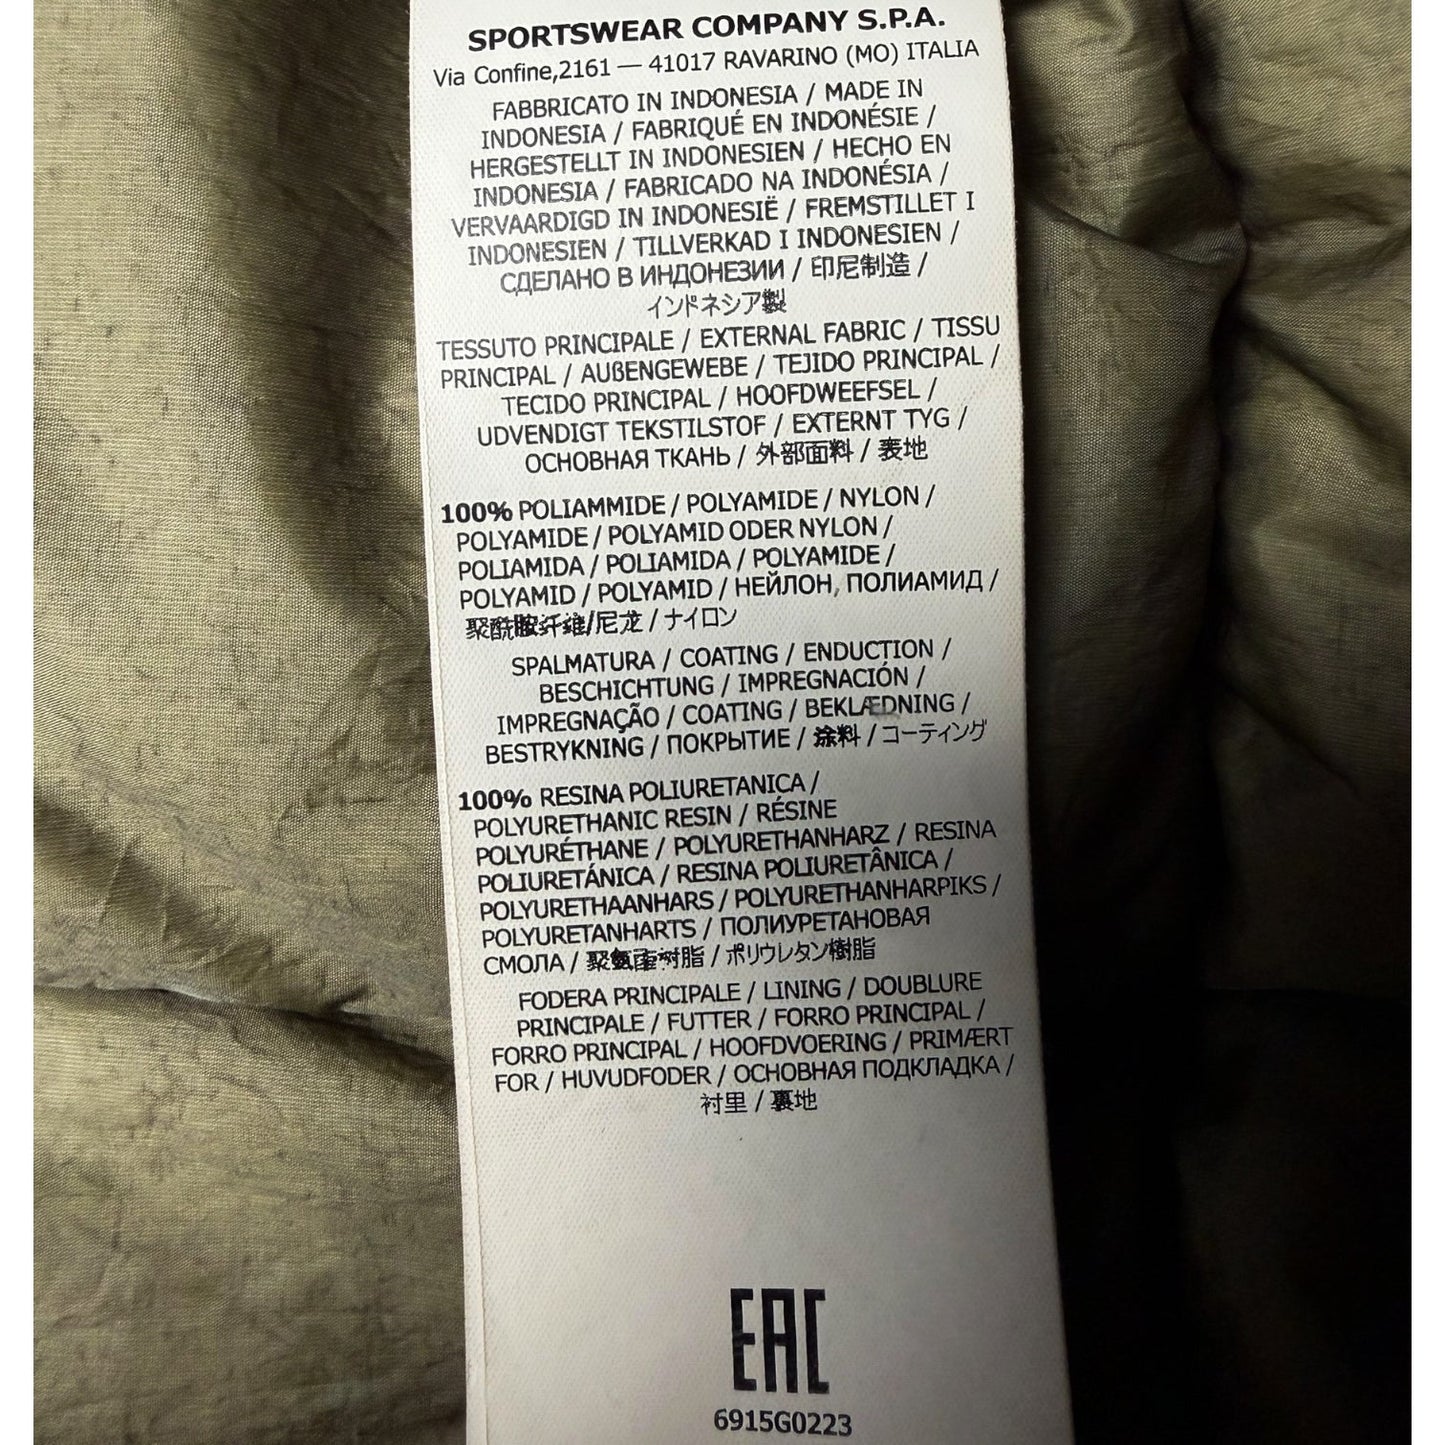 SPORTSWEAR COMPANY S.P.A.
Via Confine,2161 — 41017 RAVARINO (MO) ITALIA
FABBRICATO IN INDONESIA / MADE IN
INDONESIA / FABRIQUÉ EN INDONÉSIE /
HERGESTELLT IN INDONESIEN / HECHO EN
INDONESIA / FABRICADO NA INDONÉSIA /
VERVAARDIGD IN INDONESIË / FREMSTILLET I
INDONESIEN / TILLVERKAD I INDONESIEN /
СДЕЛАНО В ИНДОНЕЗИИ / 印尼制造 /
インドネシア製
TESSUTO PRINCIPALE / EXTERNAL FABRIC / TISSU
PRINCIPAL / AUßENGEWEBE / TEJIDO PRINCIPAL /
TECIDO PRINCIPAL / HOOFDWEEFSEL /
UDVENDIGT TEKSTILSTOF / EXTERNT TYG /
ОСНОВНАЯ ТКАНЬ / 外部面料 / 表地
100% POLIAMMIDE / POLYAMIDE / NYLON /
POLYAMIDE / POLYAMID ODER NYLON /
POLIAMIDA / POLIAMIDA / POLYAMIDE /
POLYAMID / POLYAMID / НЕЙЛОН, ПОЛИАМИД /
聚酰胺纤维/尼龙 / ナイロン
SPALMATURA / COATING / ENDUCTION /
BESCHICHTUNG / IMPREGNACIÓN /
IMPREGNAÇÃO / COATING / BEKLÆDNING /
BESTRYKNING / ПОКРЫТИЕ / 涂料 / コーティング
100% RESINA POLIURETANICA /
POLYURETHANIC RESIN / RÉSINE
POLYURÉTHANE / POLYURETHANHARZ / RESINA
POLIURETÁNICA / RESINA POLIURETÂNICA /
POLYURETHAANHARS / POLYURETHANHARPIKS /
POLYURETANHARTS / ПОЛИУРЕТАНОВАЯ
СМОЛА / 聚氨酯树脂 / ポリウレタン樹脂
FODERA PRINCIPALE / LINING / DOUBLURE
PRINCIPALE / FUTTER / FORRO PRINCIPAL /
FORRO PRINCIPAL / HOOFDVOERING / PRIMÆRT
FOR / HUVUDFODER / ОСНОВНАЯ ПОДКЛАДКА /
衬里 / 裏地
EAC
6915G0223